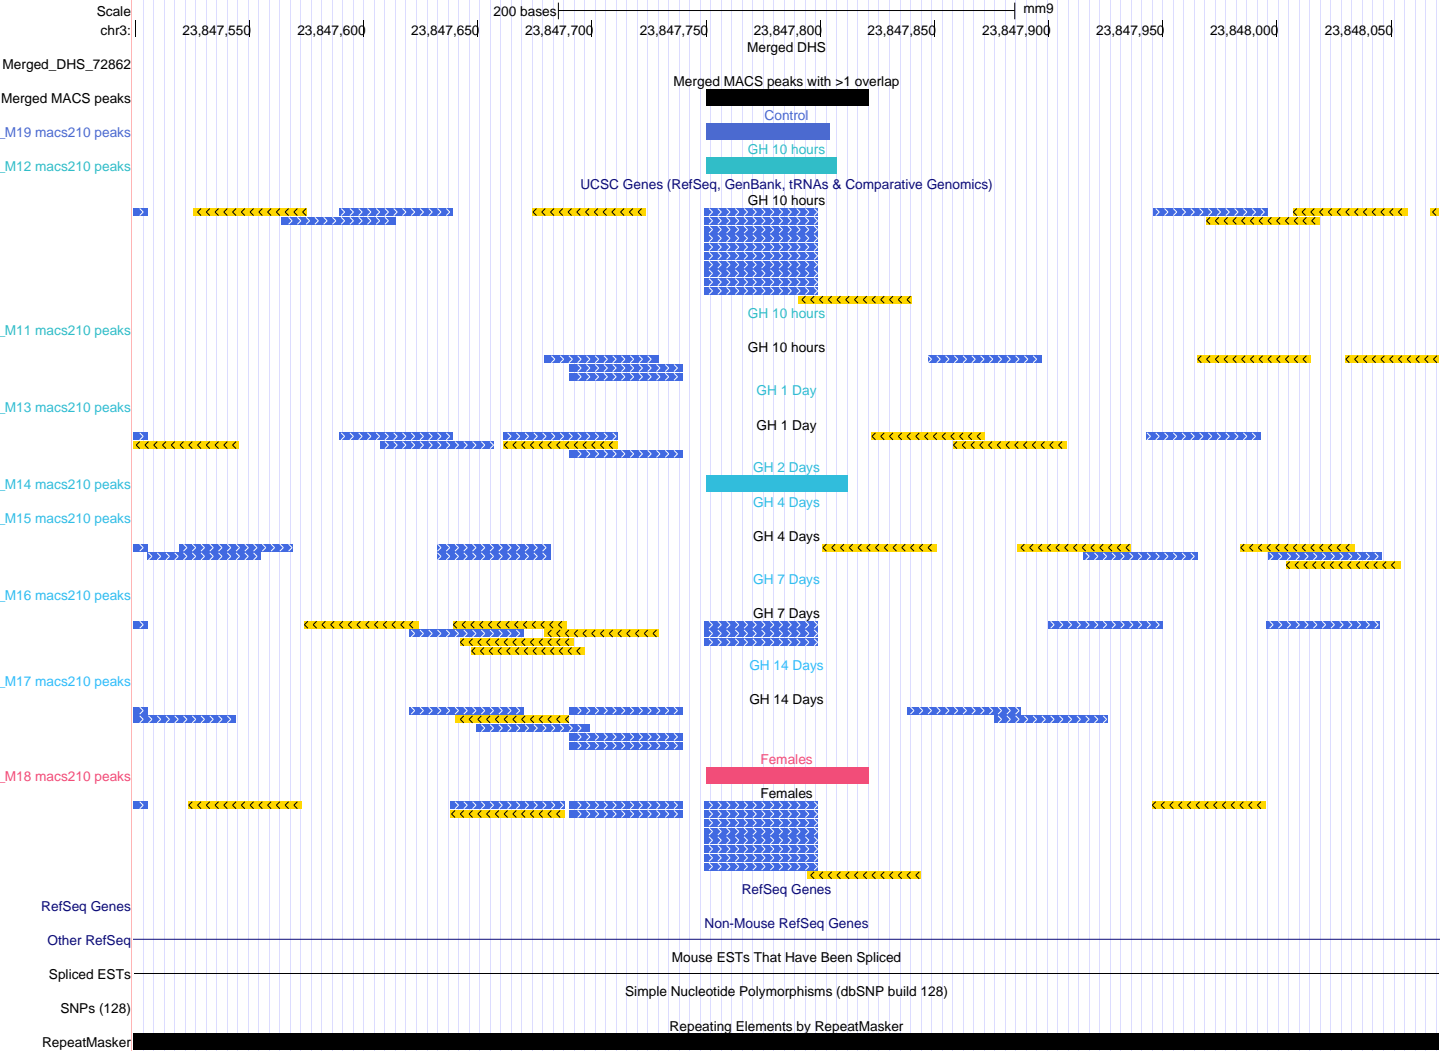 Scale 200 bases mm9
chr3: 23,847,550 23,847,600 23,847,650 23,847,700 23,847,750 23,847,800 23,847,850 23,847,900 23,847,950 23,848,000 23,848,050
Merged DHS
Merged_DHS_72862
Merged MACS peaks with >1 overlap
Merged MACS peaks
Control
_M19 macs210 peaks
GH 10 hours
_M12 macs210 peaks
UCSC Genes (RefSeq, GenBank, tRNAs & Comparative Genomics)
GH 10 hours
GH 10 hours
_M11 macs210 peaks
GH 10 hours
GH 1 Day
_M13 macs210 peaks
GH 1 Day
GH 2 Days
_M14 macs210 peaks
GH 4 Days
_M15 macs210 peaks
GH 4 Days
GH 7 Days
_M16 macs210 peaks
GH 7 Days
GH 14 Days
_M17 macs210 peaks
GH 14 Days
Females
_M18 macs210 peaks
Females
RefSeq Genes
RefSeq Genes
Non-Mouse RefSeq Genes
Other RefSeq
Mouse ESTs That Have Been Spliced
Spliced ESTs
Simple Nucleotide Polymorphisms (dbSNP build 128)
SNPs (128)
Repeating Elements by RepeatMasker
RepeatMasker